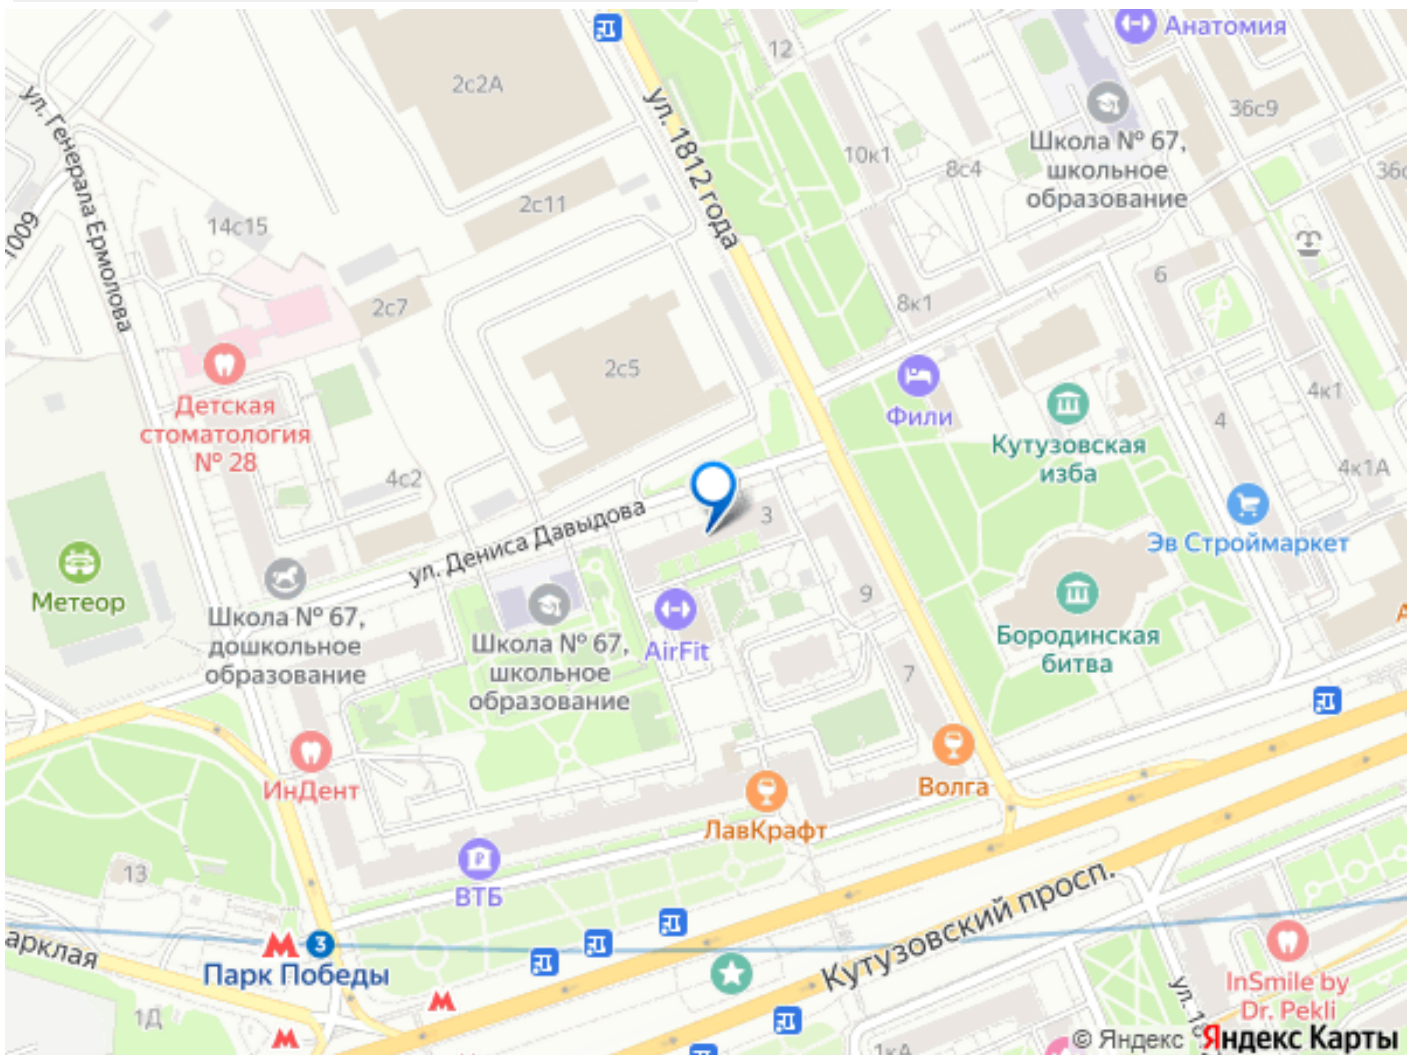 Анатомия
12
2с2А
36с9
ул. Генерала Ермолова
ул. 1812 года
Школа № 67,
школьное
образование
10к1
8с4
2с11
14с15
1009
6
2с7
8к1
2с5
Фили
Кутузовская
изба
4к1
4
4к1А
Детская
стоматология
№ 28
4с2
3
ул. Дениса Давыдова
Эв Строймаркет
Метеор
Школа № 67,
дошкольное
образование
Школа № 67,
школьное
образование
AirFit
9
Бородинская
битва
7
ИнДент
Волга
ЛавКрафт
13
ВТБ
Кутузовский просп.
арклая
3
Парк Победы
InSmile by
Dr. Pekli
1Д
1кА
© Яндекс Яндекс Карты